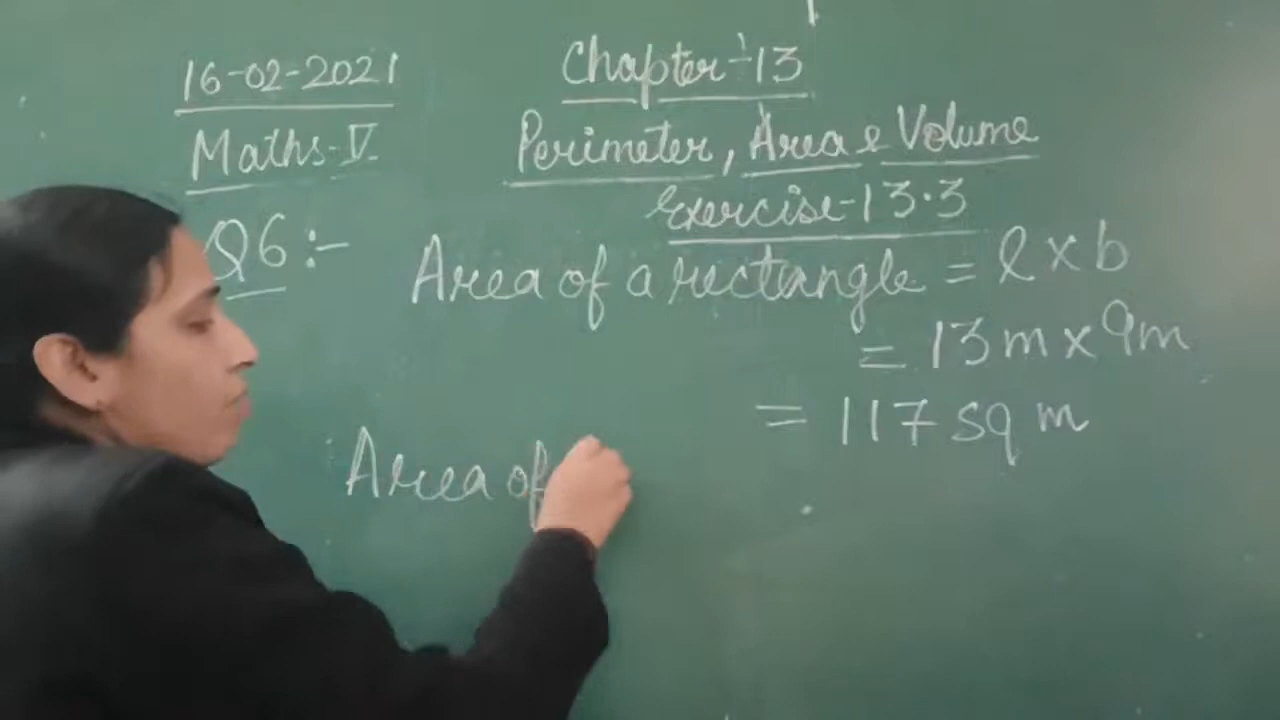 16-02-2021
Maths-V
Chapter-13
Perimeter, Area & Volume
Exercise-13.3
Q6:-
Area of a rectangle = l x b
= 13m x 9m
= 117 sq m
Area of